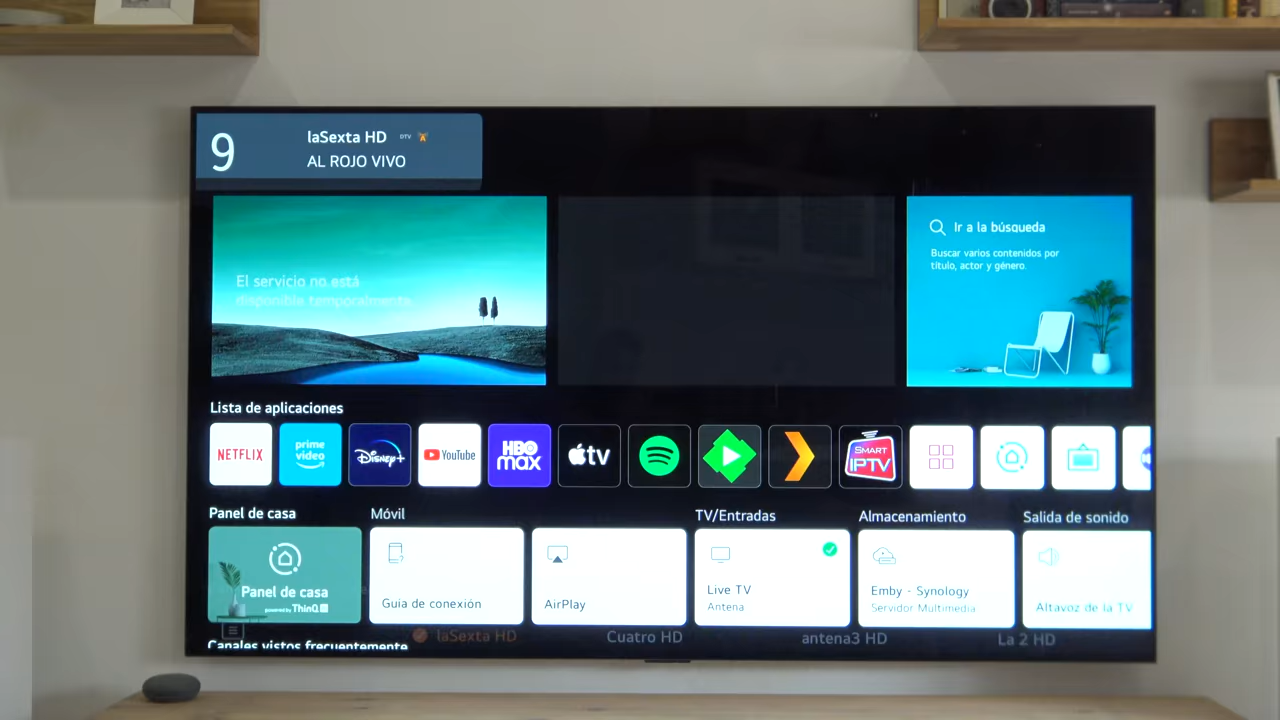 9
laSexta HD DTV
AL ROJO VIVO
El servicio no está
disponible temporalmente.
Ir a la búsqueda
Buscar varios contenidos por
título, actor y género.
Lista de aplicaciones
NETFLIX
prime
video
Disney+
YouTube
HBO
max
tv
SMART
IPTV
Panel de casa
Móvil
TV/Entradas
Almacenamiento
Salida de sonido
Panel de casa
powered by ThinQ
Guía de conexión
AirPlay
Live TV
Antena
Emby - Synology
Servidor Multimedia
Altavoz de la TV
Canales vistos frecuentemente
laSexta HD
Cuatro HD
antena3 HD
La 2 HD